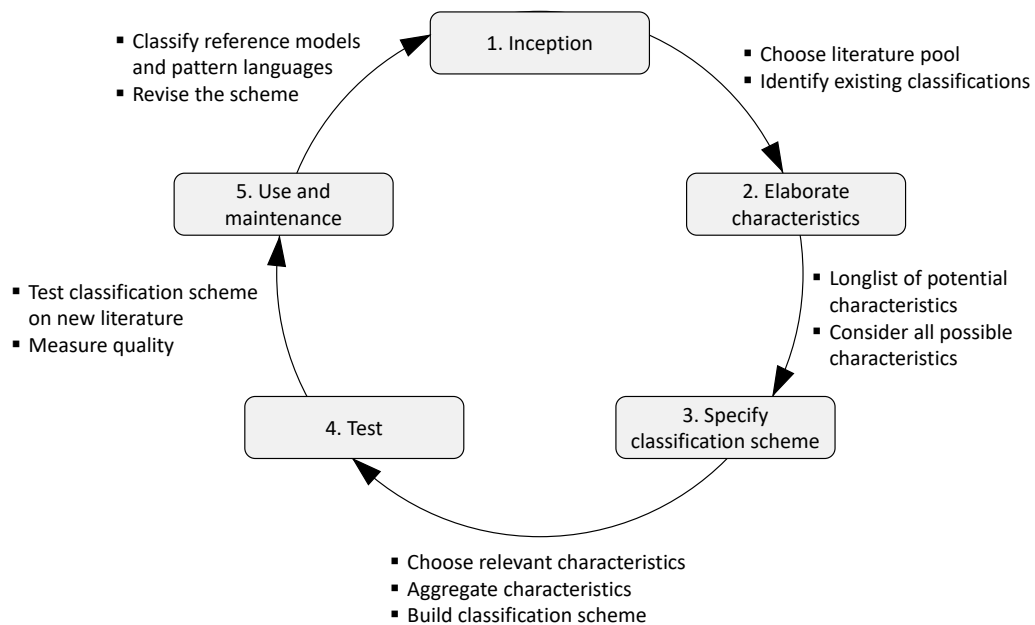 1. Inception
▪ Choose literature pool
▪ Identify existing classifications
2. Elaborate
characteristics
▪ Longlist of potential
characteristics
▪ Consider all possible
characteristics
3. Specify
classification scheme
▪ Choose relevant characteristics
▪ Aggregate characteristics
▪ Build classification scheme
4. Test
▪ Test classification scheme
on new literature
▪ Measure quality
5. Use and
maintenance
▪ Classify reference models
and pattern languages
▪ Revise the scheme